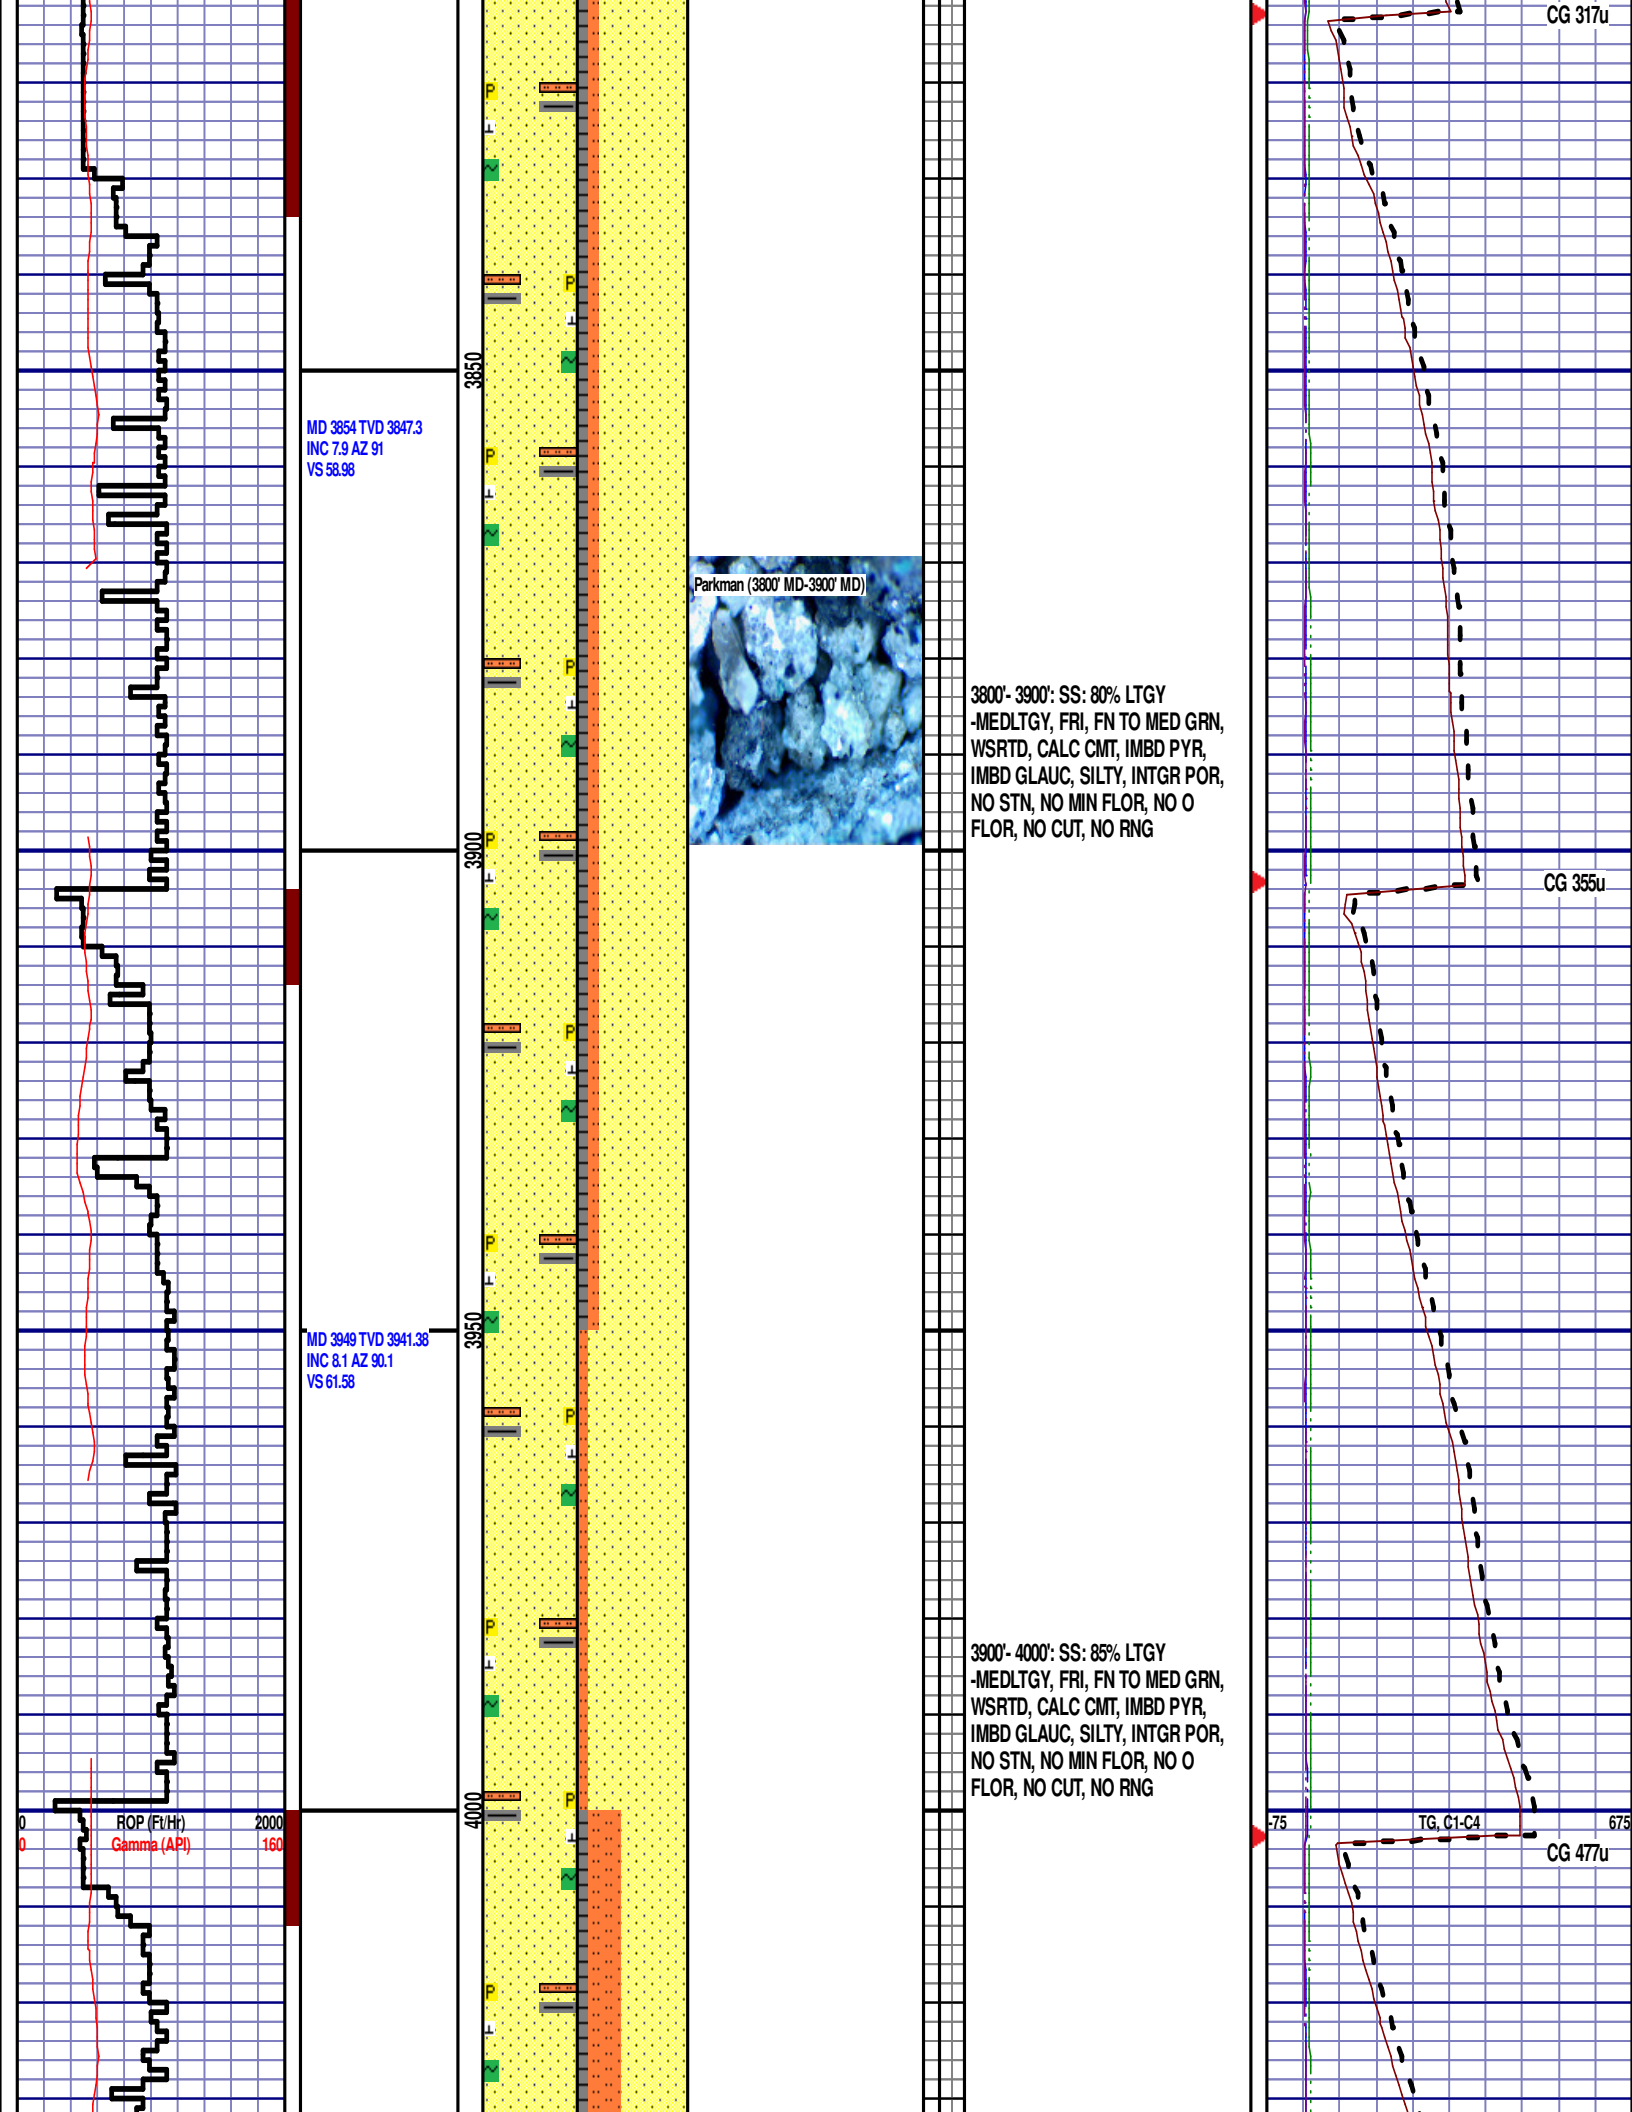 CG 317u
3850
MD 3854 TVD 3847.3
INC 7.9 AZ 91
VS 58.98
Parkman (3800' MD-3900' MD)
3800'- 3900': SS: 80% LTGY
-MEDLTGY, FRI, FN TO MED GRN,
WSRTD, CALC CMT, IMBD PYR,
IMBD GLAUC, SILTY, INTGR POR,
NO STN, NO MIN FLOR, NO O
FLOR, NO CUT, NO RNG
3900
CG 355u
3950
MD 3949 TVD 3941.38
INC 8.1 AZ 90.1
VS 61.58
3900'- 4000': SS: 85% LTGY
-MEDLTGY, FRI, FN TO MED GRN,
WSRTD, CALC CMT, IMBD PYR,
IMBD GLAUC, SILTY, INTGR POR,
NO STN, NO MIN FLOR, NO O
FLOR, NO CUT, NO RNG
4000
0 ROP (Ft/Hr) 2000
0 Gamma (API) 160
-75 TG, C1-C4 675
CG 477u
P
P
P
P
P
P
P
P
P
P
P